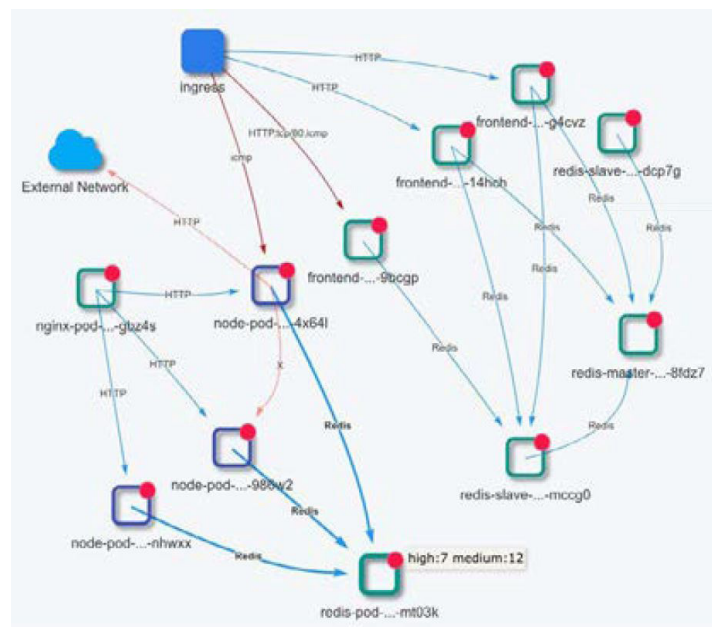 HTTP
ingress
HTTP
frontend-...-g4cvz
HTTP;tcp/80,icmp
icmp
frontend-...-14hch
redis-slave-...-dcp7g
External Network
Redis
HTTP
Redis
Redis
frontend-...-9bcgp
Redis
HTTP
Redis
nginx-pod-...-gbz4s
node-pod-...-4x64l
Redis
HTTP
X
redis-master-...-8fdz7
HTTP
Redis
Redis
node-pod-...-986w2
redis-slave-...-mccg0
Redis
node-pod-...-nhwxx
Redis
high:7 medium:12
redis-pod-...-mt03k